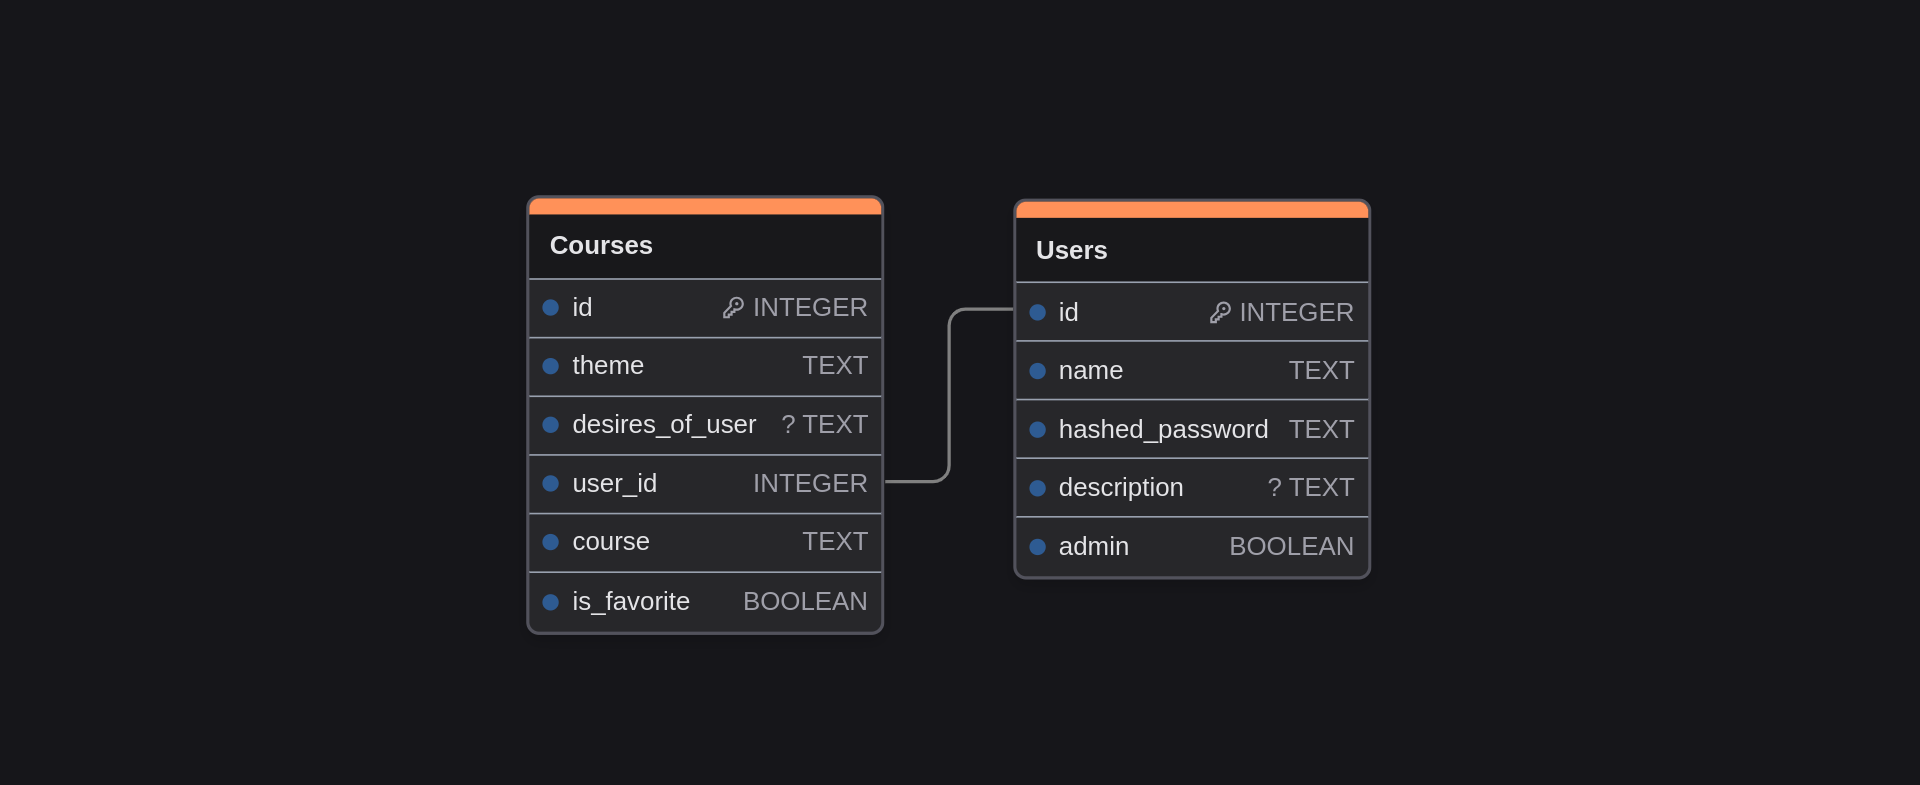 Courses
id INTEGER
theme TEXT
desires_of_user ? TEXT
user_id INTEGER
course TEXT
is_favorite BOOLEAN
Users
id INTEGER
name TEXT
hashed_password TEXT
description ? TEXT
admin BOOLEAN